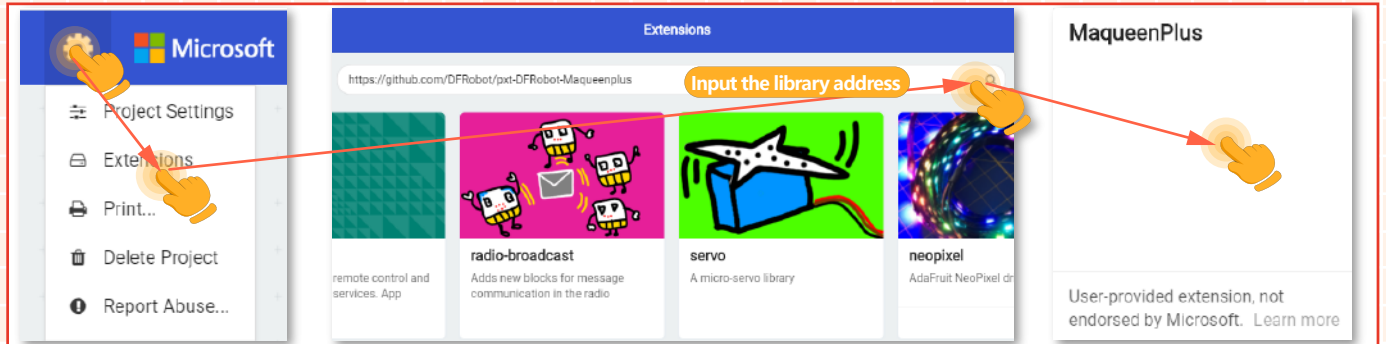 Microsoft
Project Settings
Extensions
Print...
Delete Project
Report Abuse...
Extensions
https://github.com/DFRobot/pxt-DFRobot-Maqueenplus
Input the library address
remote control and
services. App
radio-broadcast
Adds new blocks for message
communication in the radio
servo
A micro-servo library
neopixel
AdaFruit NeoPixel dr
MaqueenPlus
User-provided extension, not
endorsed by Microsoft. Learn more